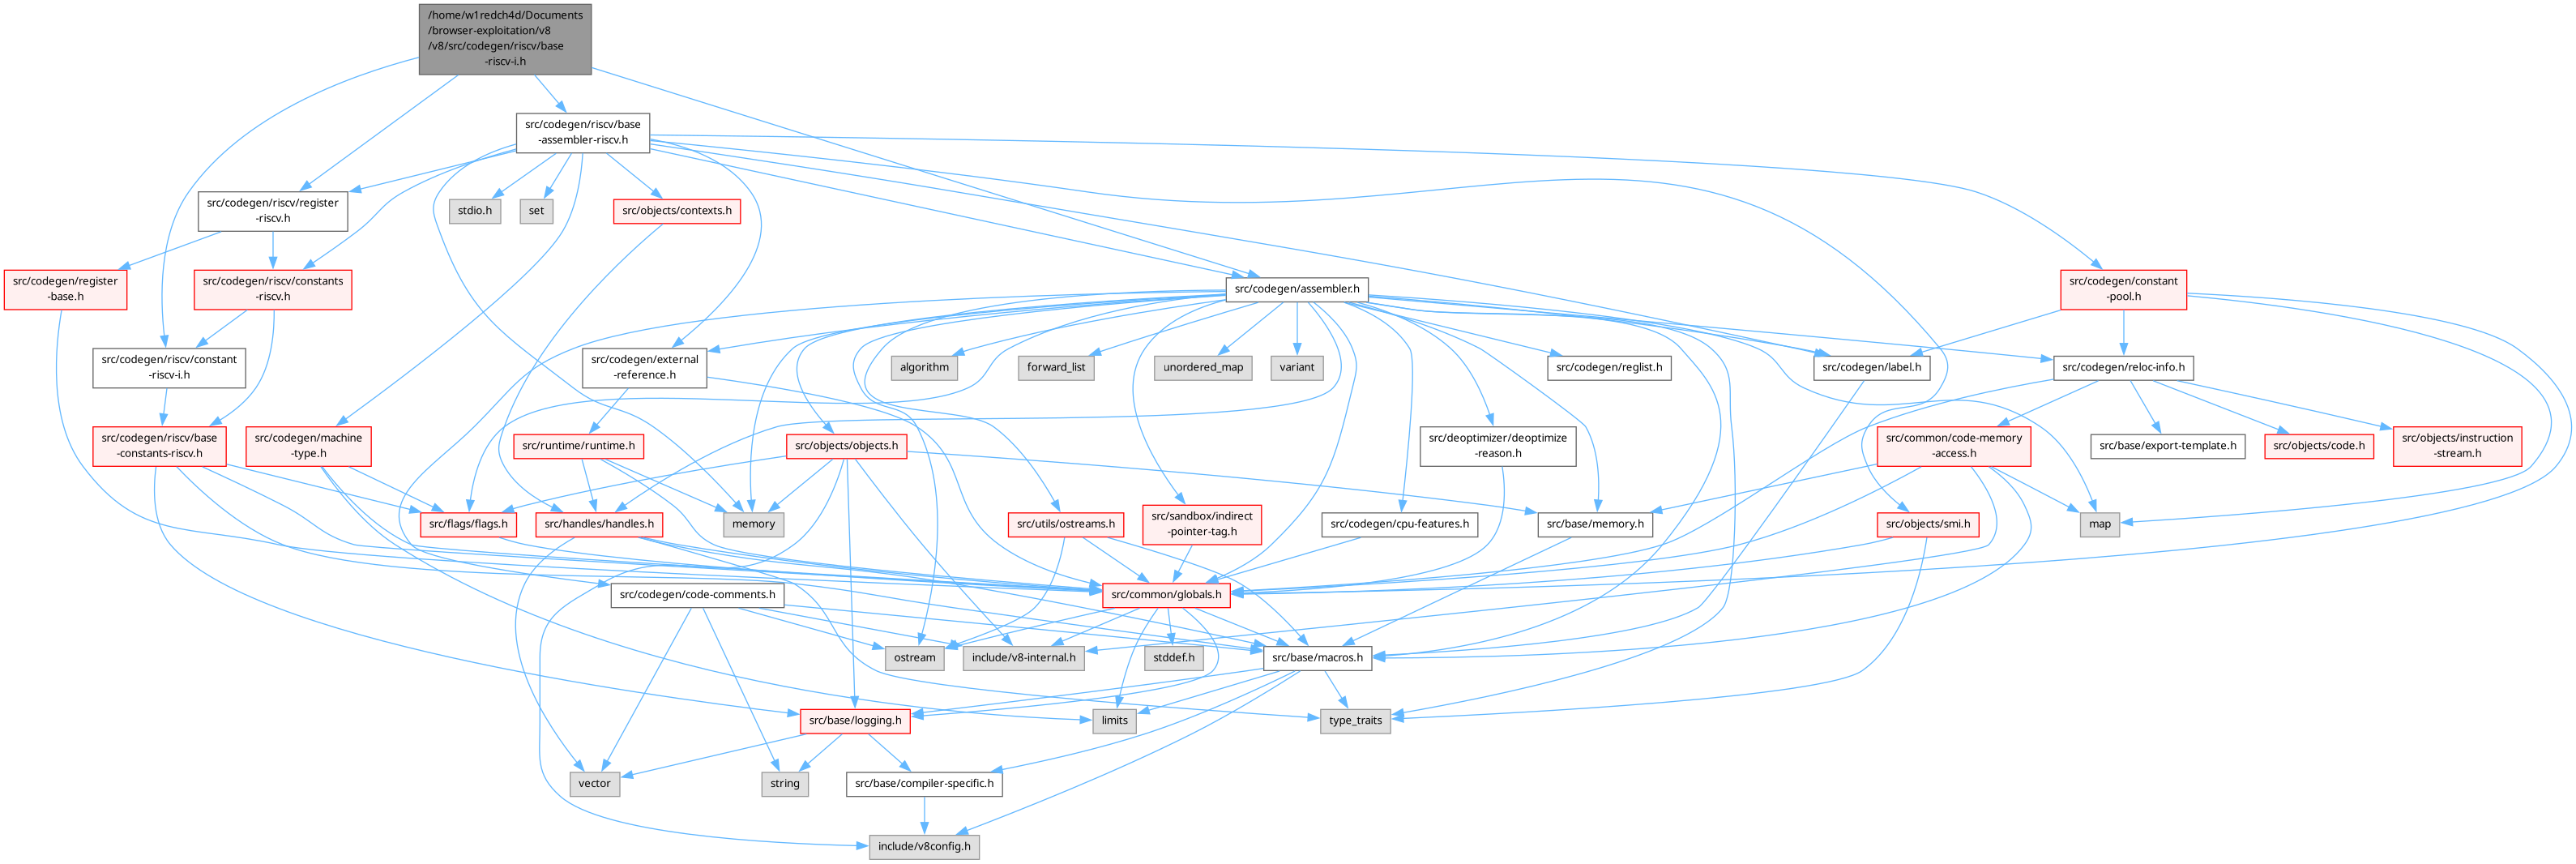 /home/w1redch4d/Documents
/browser-exploitation/v8
/v8/src/codegen/riscv/base
-riscv-i.h
src/codegen/riscv/base
-assembler-riscv.h
src/codegen/riscv/register
-riscv.h
stdio.h
set
src/objects/contexts.h
src/codegen/register
-base.h
src/codegen/riscv/constants
-riscv.h
src/codegen/assembler.h
src/codegen/constant
-pool.h
src/codegen/riscv/constant
-riscv-i.h
src/codegen/external
-reference.h
algorithm
forward_list
unordered_map
variant
src/codegen/reglist.h
src/codegen/label.h
src/codegen/reloc-info.h
src/codegen/riscv/base
-constants-riscv.h
src/codegen/machine
-type.h
src/runtime/runtime.h
src/objects/objects.h
src/deoptimizer/deoptimize
-reason.h
src/common/code-memory
-access.h
src/base/export-template.h
src/objects/code.h
src/objects/instruction
-stream.h
src/flags/flags.h
src/handles/handles.h
memory
src/utils/ostreams.h
src/sandbox/indirect
-pointer-tag.h
src/codegen/cpu-features.h
src/base/memory.h
src/objects/smi.h
map
src/codegen/code-comments.h
src/common/globals.h
ostream
include/v8-internal.h
stddef.h
src/base/macros.h
src/base/logging.h
limits
type_traits
vector
string
src/base/compiler-specific.h
include/v8config.h